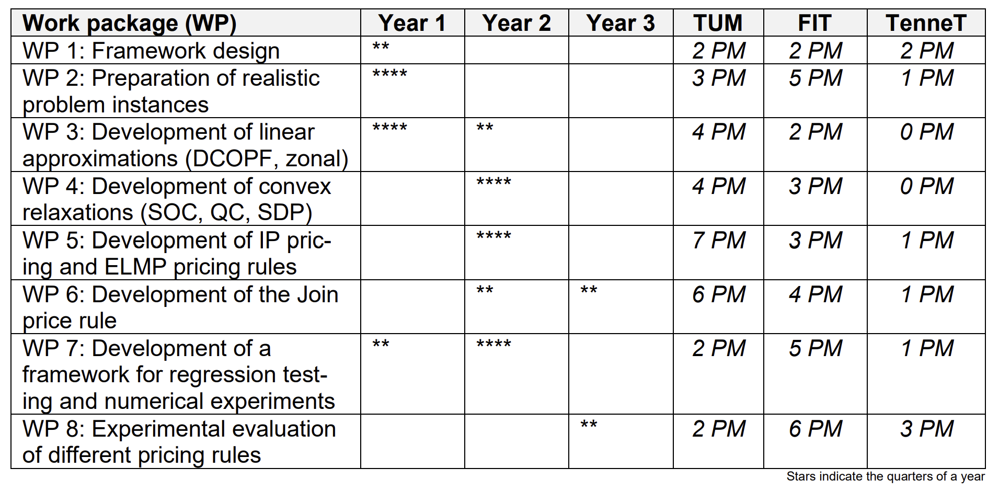 Work package (WP) Year 1 Year 2 Year 3 TUM FIT TenneT
WP 1: Framework design ** 2 PM 2 PM 2 PM
WP 2: Preparation of realistic **** 3 PM 5 PM 1 PM
problem instances
WP 3: Development of linear **** ** 4 PM 2 PM 0 PM
approximations (DCOPF, zonal)
WP 4: Development of convex **** 4 PM 3 PM 0 PM
relaxations (SOC, QC, SDP)
WP 5: Development of IP pric- **** 7 PM 3 PM 1 PM
ing and ELMP pricing rules
WP 6: Development of the Join ** ** 6 PM 4 PM 1 PM
price rule
WP 7: Development of a ** **** 2 PM 5 PM 1 PM
framework for regression test-
ing and numerical experiments
WP 8: Experimental evaluation ** 2 PM 6 PM 3 PM
of different pricing rules
Stars indicate the quarters of a year